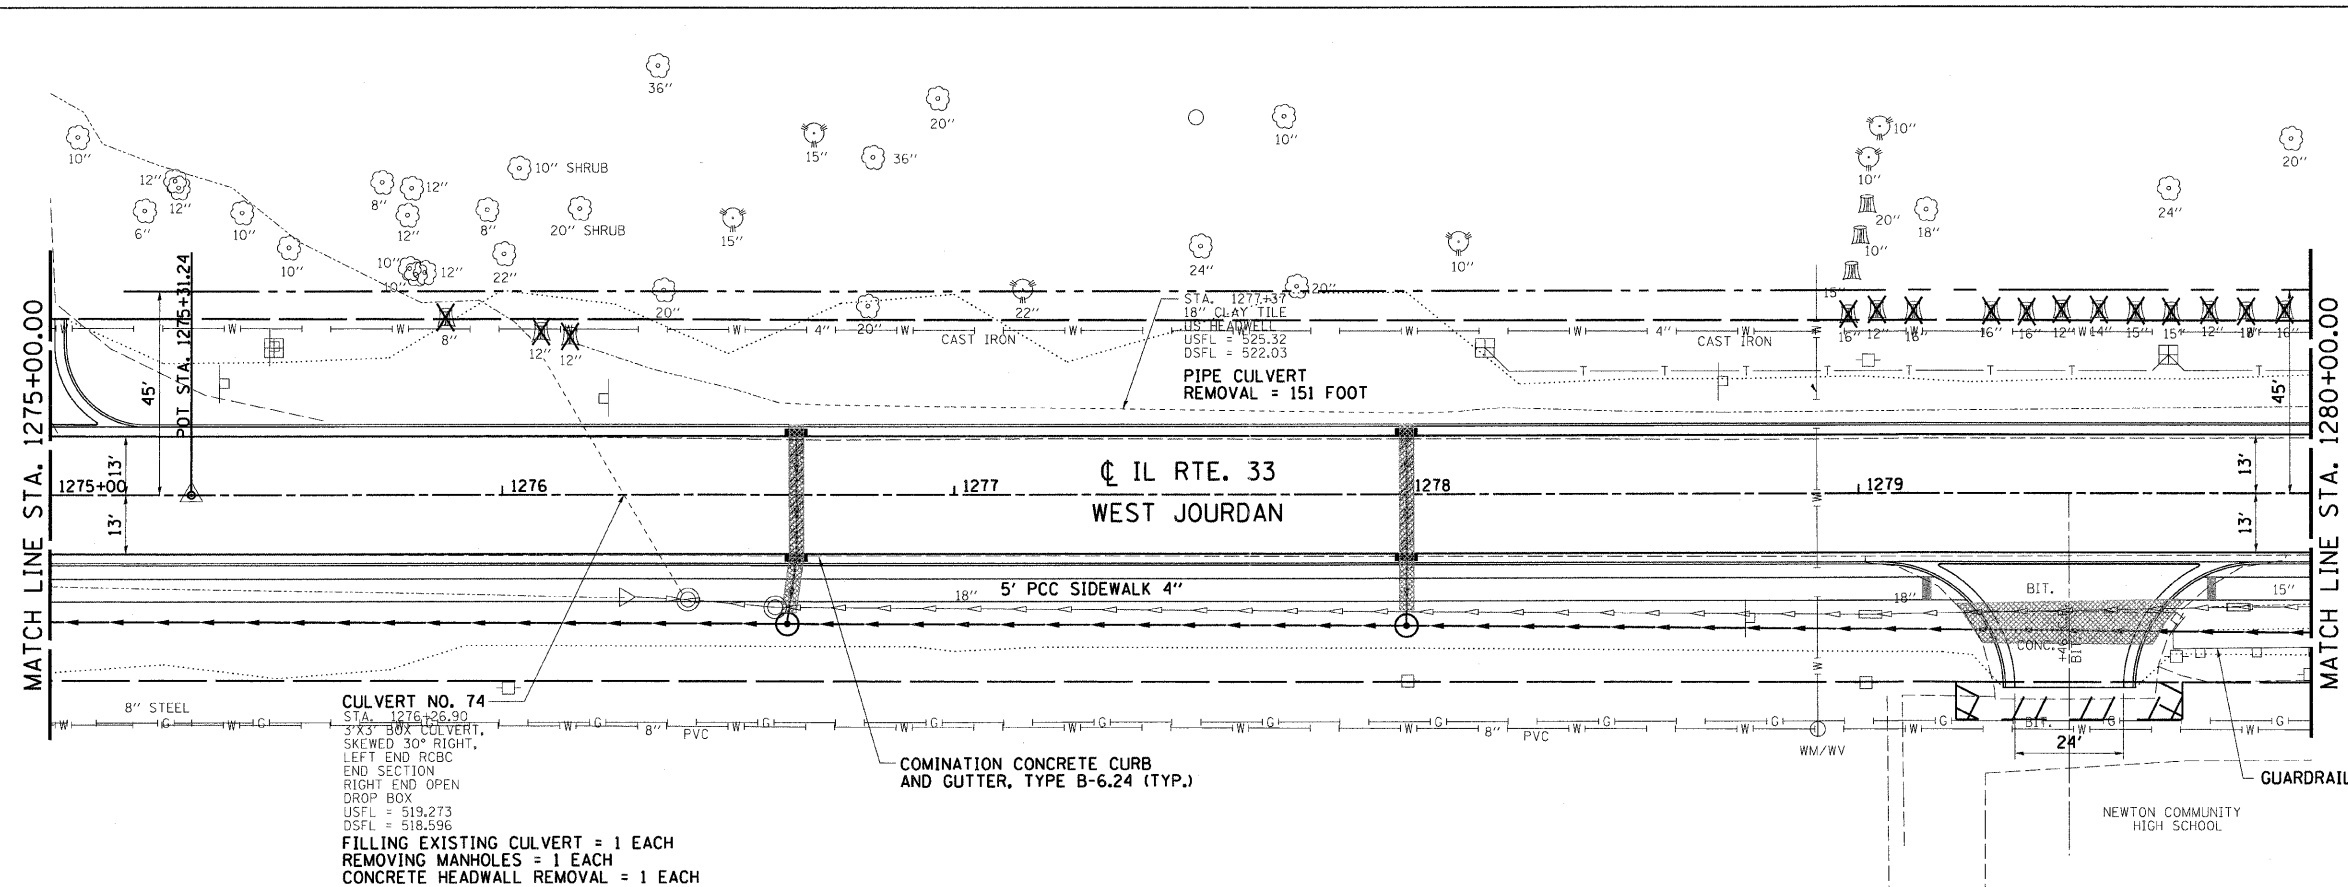 36''
20''
10''
10''
15''
36''
10''
10''
20''
12''
12''
6''
10''
10''
8''
12''
12''
8''
10'' SHRUB
20'' SHRUB
15''
10''
10''
12''
22''
20''
20''
22''
24''
20''
10''
20''
18''
10''
15''
24''
MATCH LINE STA. 1275+00.00
POT STA. 1275+31.24
45'
8''
12''
12''
4''
CAST IRON
STA. 1277+37
18'' CLAY TILE
US HEADWELL
USFL = 525.32
DSFL = 522.03
PIPE CULVERT
REMOVAL = 151 FOOT
4''
CAST IRON
16''
12''
16''
16''
16''
12''
14''
15''
15''
12''
18''
16''
45'
MATCH LINE STA. 1280+00.00
13'
13'
1275+00
1276
1277
1278
1279
℄ IL RTE. 33
WEST JOURDAN
13'
13'
18''
5' PCC SIDEWALK 4''
18''
BIT.
15''
CONC.
BIT.
8'' STEEL
8''
PVC
8''
PVC
WM/WV
BIT.
24'
CULVERT NO. 74
STA. 1276+26.90
3'X3' BOX CULVERT,
SKEWED 30° RIGHT,
LEFT END RCBC
END SECTION
RIGHT END OPEN
DROP BOX
USFL = 519.273
DSFL = 518.596
FILLING EXISTING CULVERT = 1 EACH
REMOVING MANHOLES = 1 EACH
CONCRETE HEADWALL REMOVAL = 1 EACH
COMINATION CONCRETE CURB
AND GUTTER, TYPE B-6.24 (TYP.)
GUARDRAIL
NEWTON COMMUNITY
HIGH SCHOOL